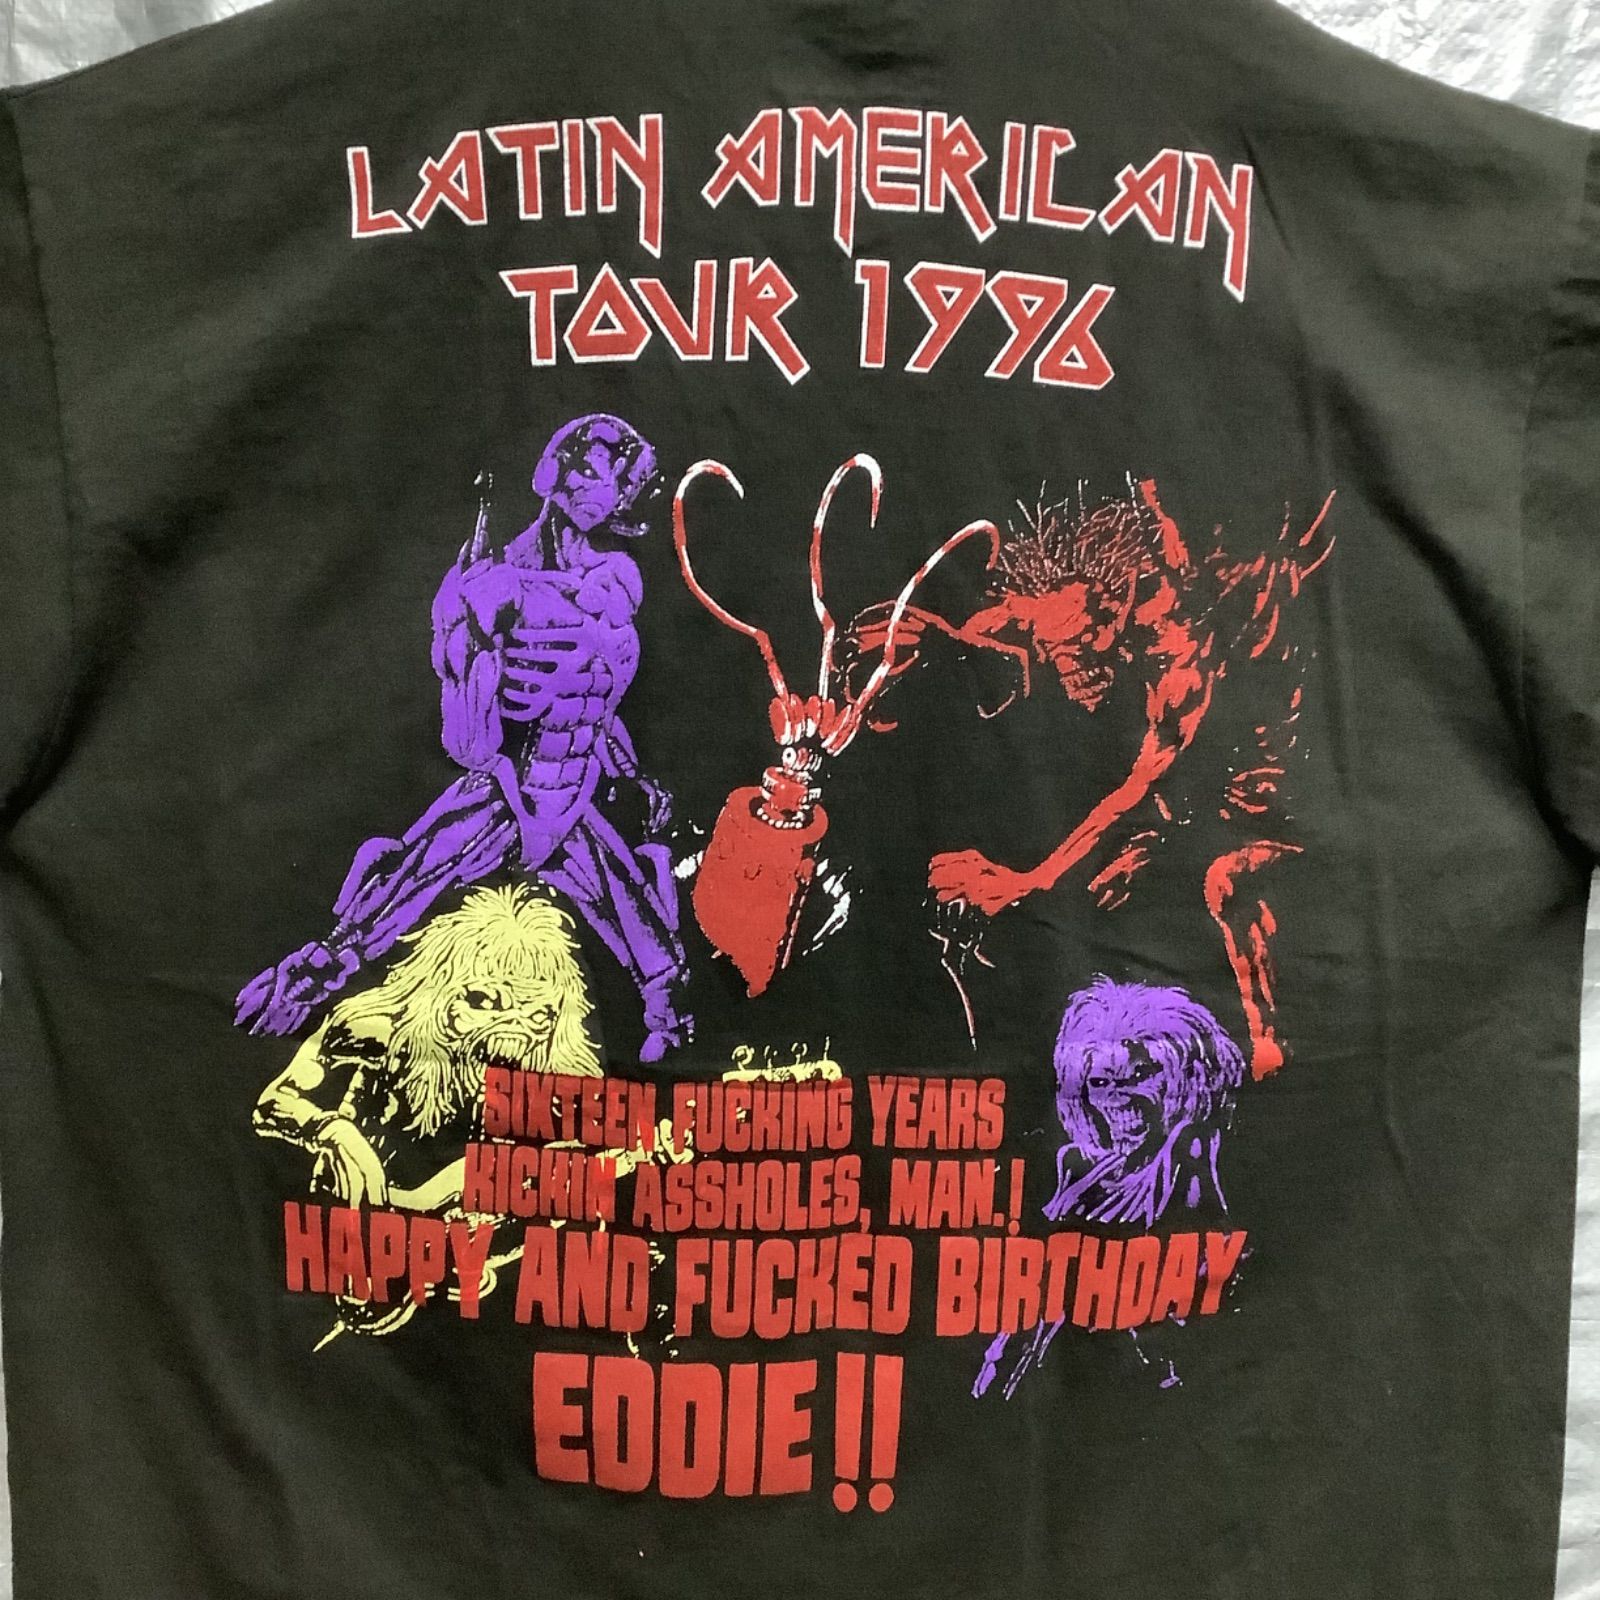 LATIN AMERICAN
TOUR 1996
SIXTEEN FUCKING YEARS
KICKIN ASSHOLES, MAN.!
HAPPY AND FUCKED BIRTHDAY
EDDIE!!